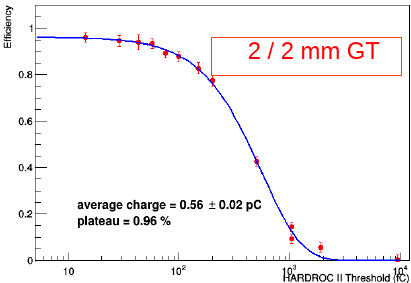 Efficiency
1
0.8
0.6
0.4
0.2
0
2 / 2 mm GT
average charge = 0.56 ± 0.02 pC
plateau = 0.96 %
10 10² 10³ 10⁴
HARDROC II Threshold (fC)